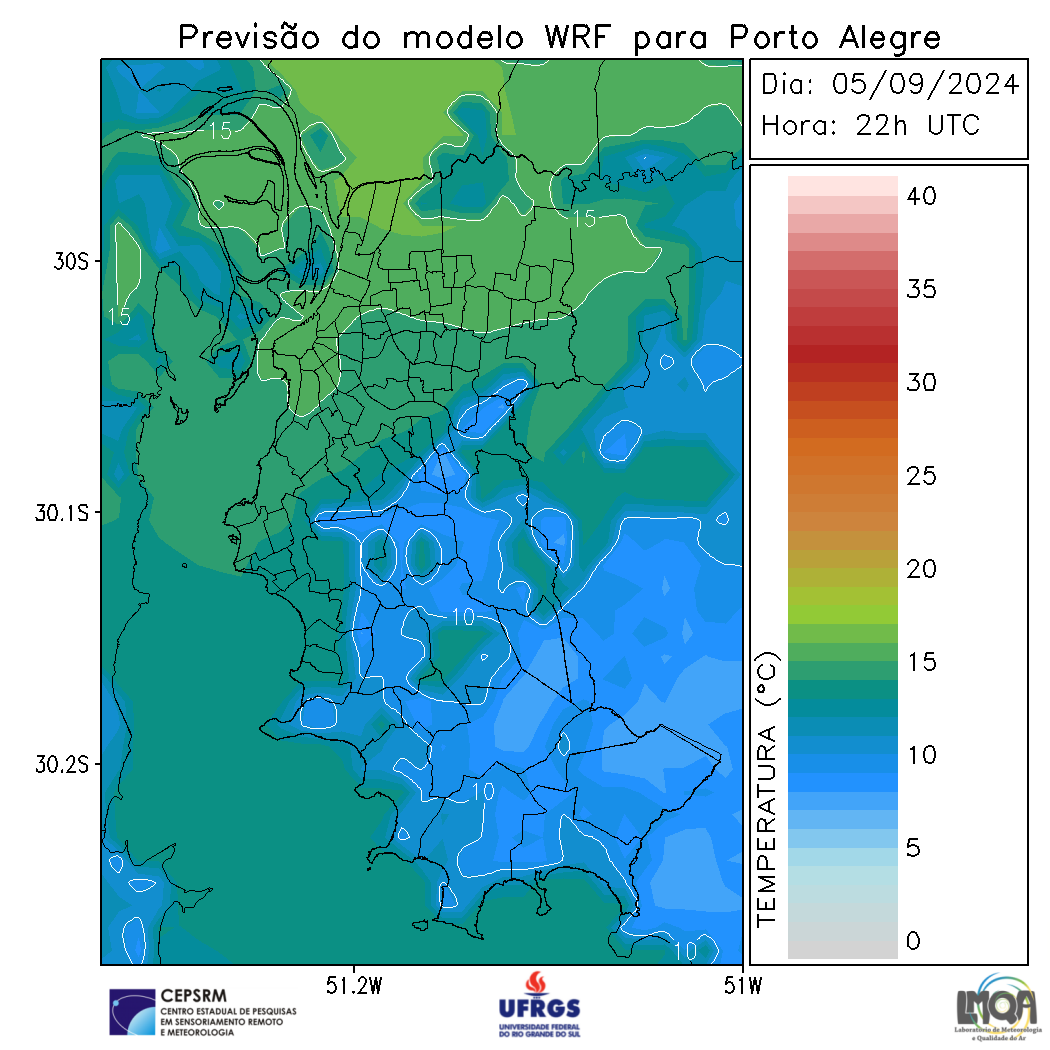 Previsão do modelo WRF para Porto Alegre
Dia: 05/09/2024
Hora: 22h UTC
15
15
15
10
10
10
30S
30.1S
30.2S
51.2W
51W
TEMPERATURA (°C)
40
35
30
25
20
15
10
5
0
CEPSRM
CENTRO ESTADUAL DE PESQUISAS
EM SENSORIAMENTO REMOTO
E METEOROLOGIA
UFRGS
UNIVERSIDADE FEDERAL
DO RIO GRANDE DO SUL
LMQA
Laboratório de Meteorologia
e Qualidade do Ar